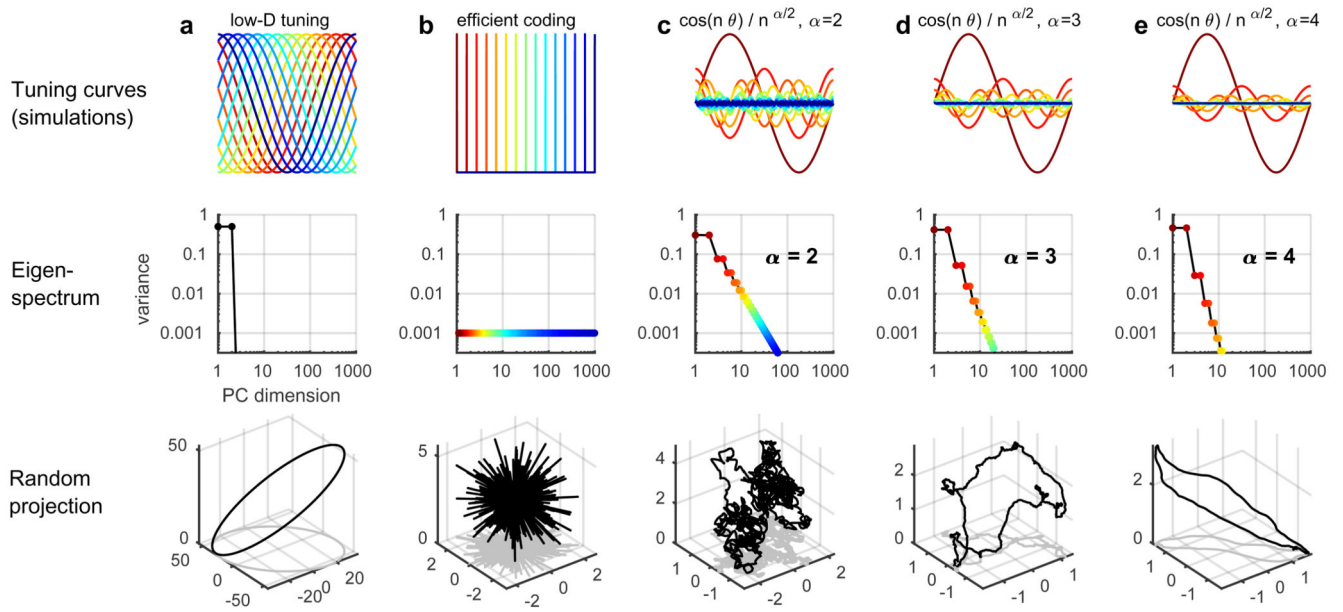 a low-D tuning b efficient coding c cos(n θ) / n^α/2, α=2 d cos(n θ) / n^α/2, α=3 e cos(n θ) / n^α/2, α=4
Tuning curves
(simulations)
Eigen-
spectrum
variance
1 1 1 1 1
0.1 0.1 0.1 0.1 0.1
α = 2 α = 3 α = 4
0.01 0.01 0.01 0.01 0.01
0.001 0.001 0.001 0.001 0.001
1 10 100 1000 1 10 100 1000 1 10 100 1000 1 10 100 1000 1 10 100 1000
PC dimension
Random
projection
50 0 50 0 -50 -20 0 20
5 0 2 0 -2 -2 0 2
4 2 0 2 0 -2 -2 0 2
2 1 0 1 0 -1 -1 0 1
2 0 1 0 -1 -1 0 1